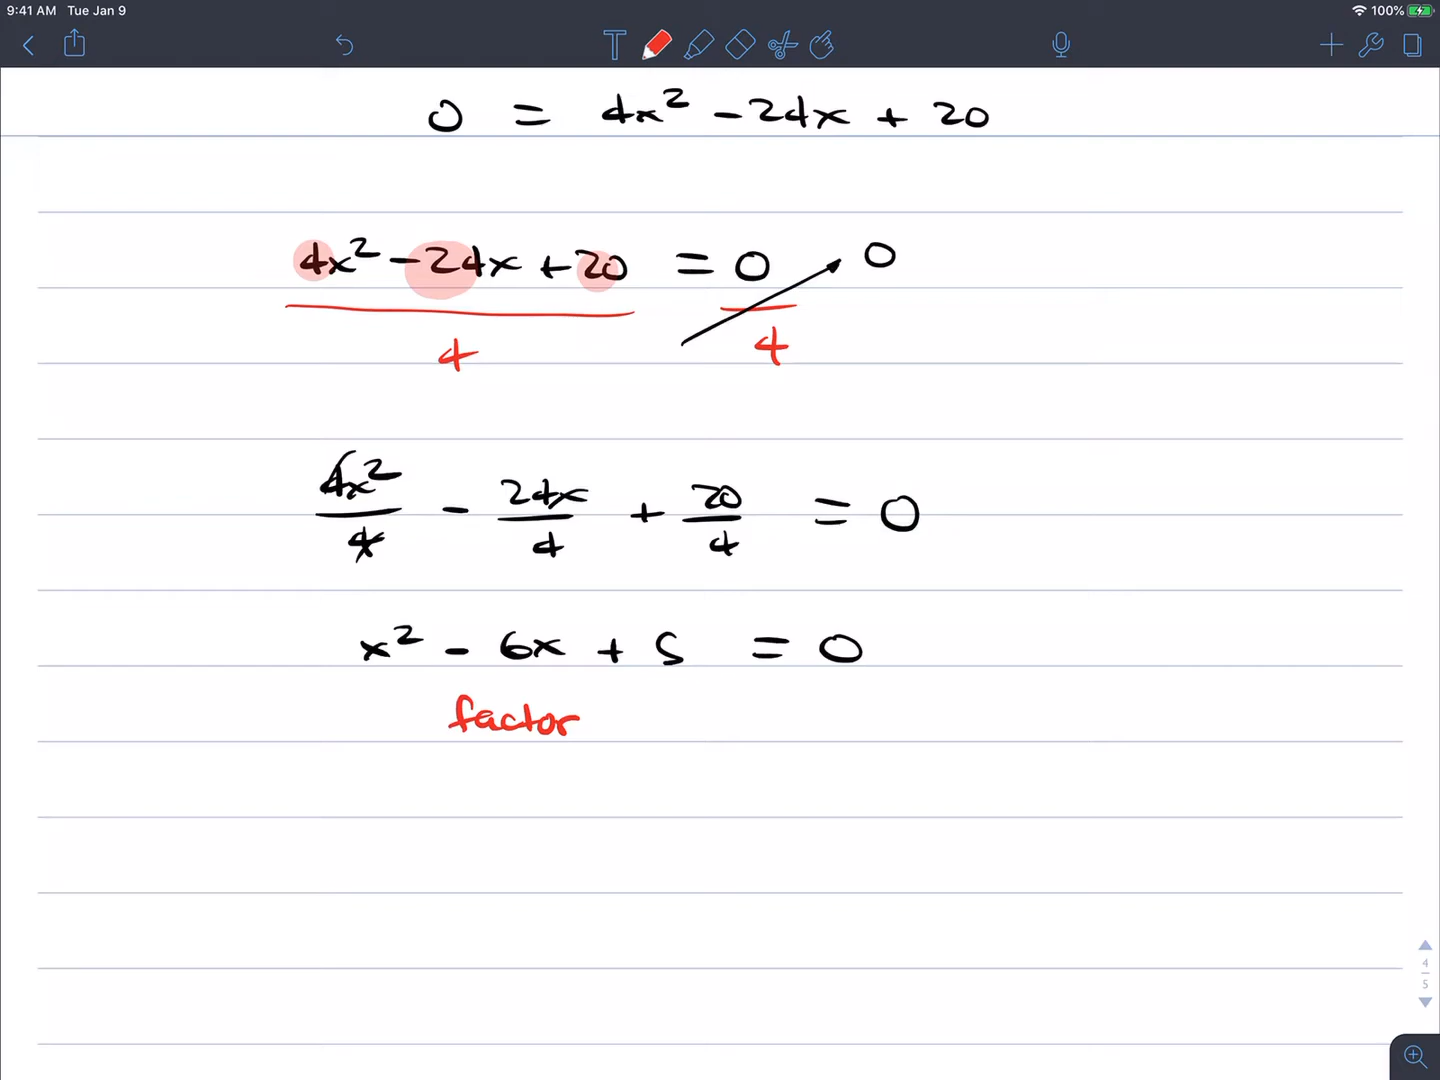 9:41 AM Tue Jan 9 100%
T
0 = 4x² - 24x + 20
4x² - 24x + 20 = 0 0
4 4
4x² - 24x + 20 = 0
4 4 4
x² - 6x + 5 = 0
factor
4
5